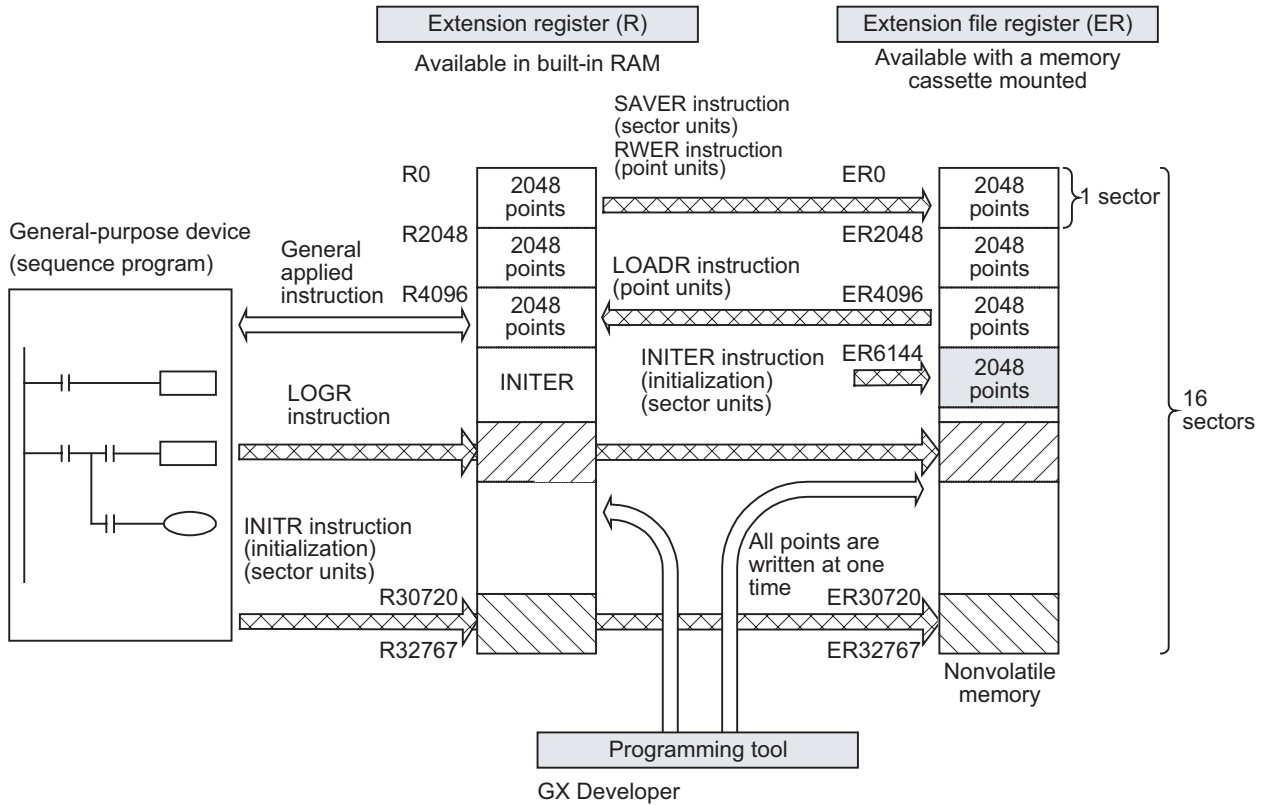 Extension register (R)
Available in built-in RAM
Extension file register (ER)
Available with a memory
cassette mounted
SAVER instruction
(sector units)
RWER instruction
(point units)
R0
2048
points
ER0
2048
points
1 sector
General-purpose device
(sequence program)
General
applied
instruction
R2048
2048
points
LOADR instruction
(point units)
ER2048
2048
points
R4096
2048
points
ER4096
2048
points
INITER
INITER instruction
(initialization)
(sector units)
ER6144
2048
points
16
sectors
LOGR
instruction
INITR instruction
(initialization)
(sector units)
All points are
written at one
time
R30720
R32767
ER30720
ER32767
Nonvolatile
memory
Programming tool
GX Developer